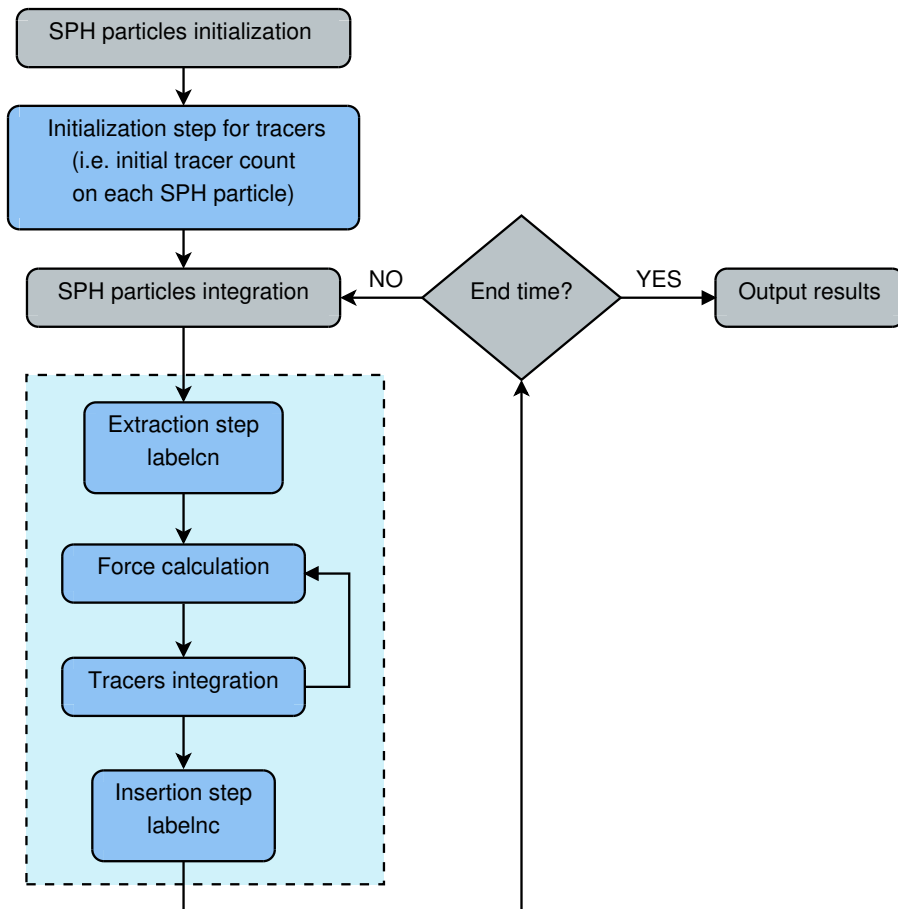 SPH particles initialization
Initialization step for tracers
(i.e. initial tracer count
on each SPH particle)
SPH particles integration
NO
End time?
YES
Output results
Extraction step
labelcn
Force calculation
Tracers integration
Insertion step
labelnc